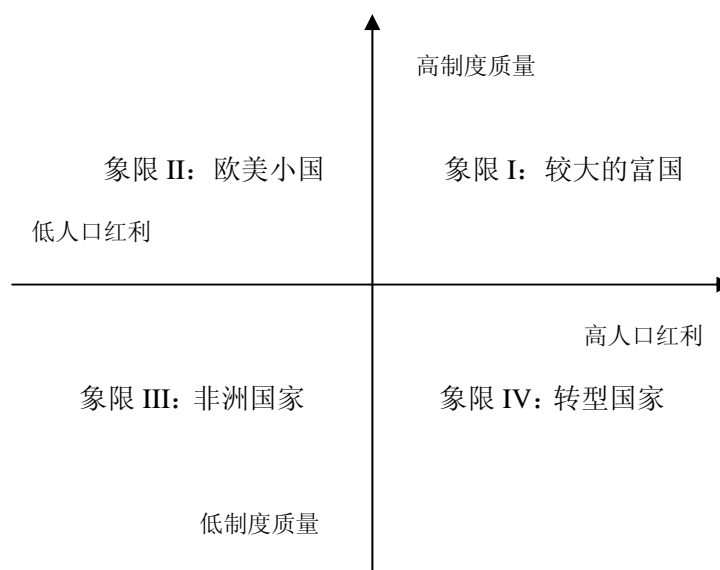 高制度质量
象限 II：欧美小国
象限 I：较大的富国
低人口红利
高人口红利
象限 III：非洲国家
象限 IV：转型国家
低制度质量